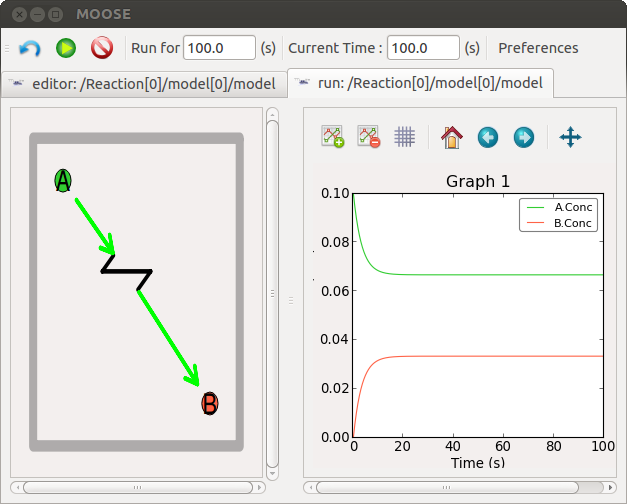 MOOSE
Run for 100.0 (s) Current Time : 100.0 (s) Preferences
editor: /Reaction[0]/model[0]/model run: /Reaction[0]/model[0]/model
A
B
Graph 1
A.Conc
B.Conc
0.10
0.08
0.06
0.04
0.02
0.00
0 20 40 60 80 100
Time (s)